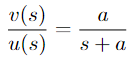 v(s)/u(s) = a/(s + a)